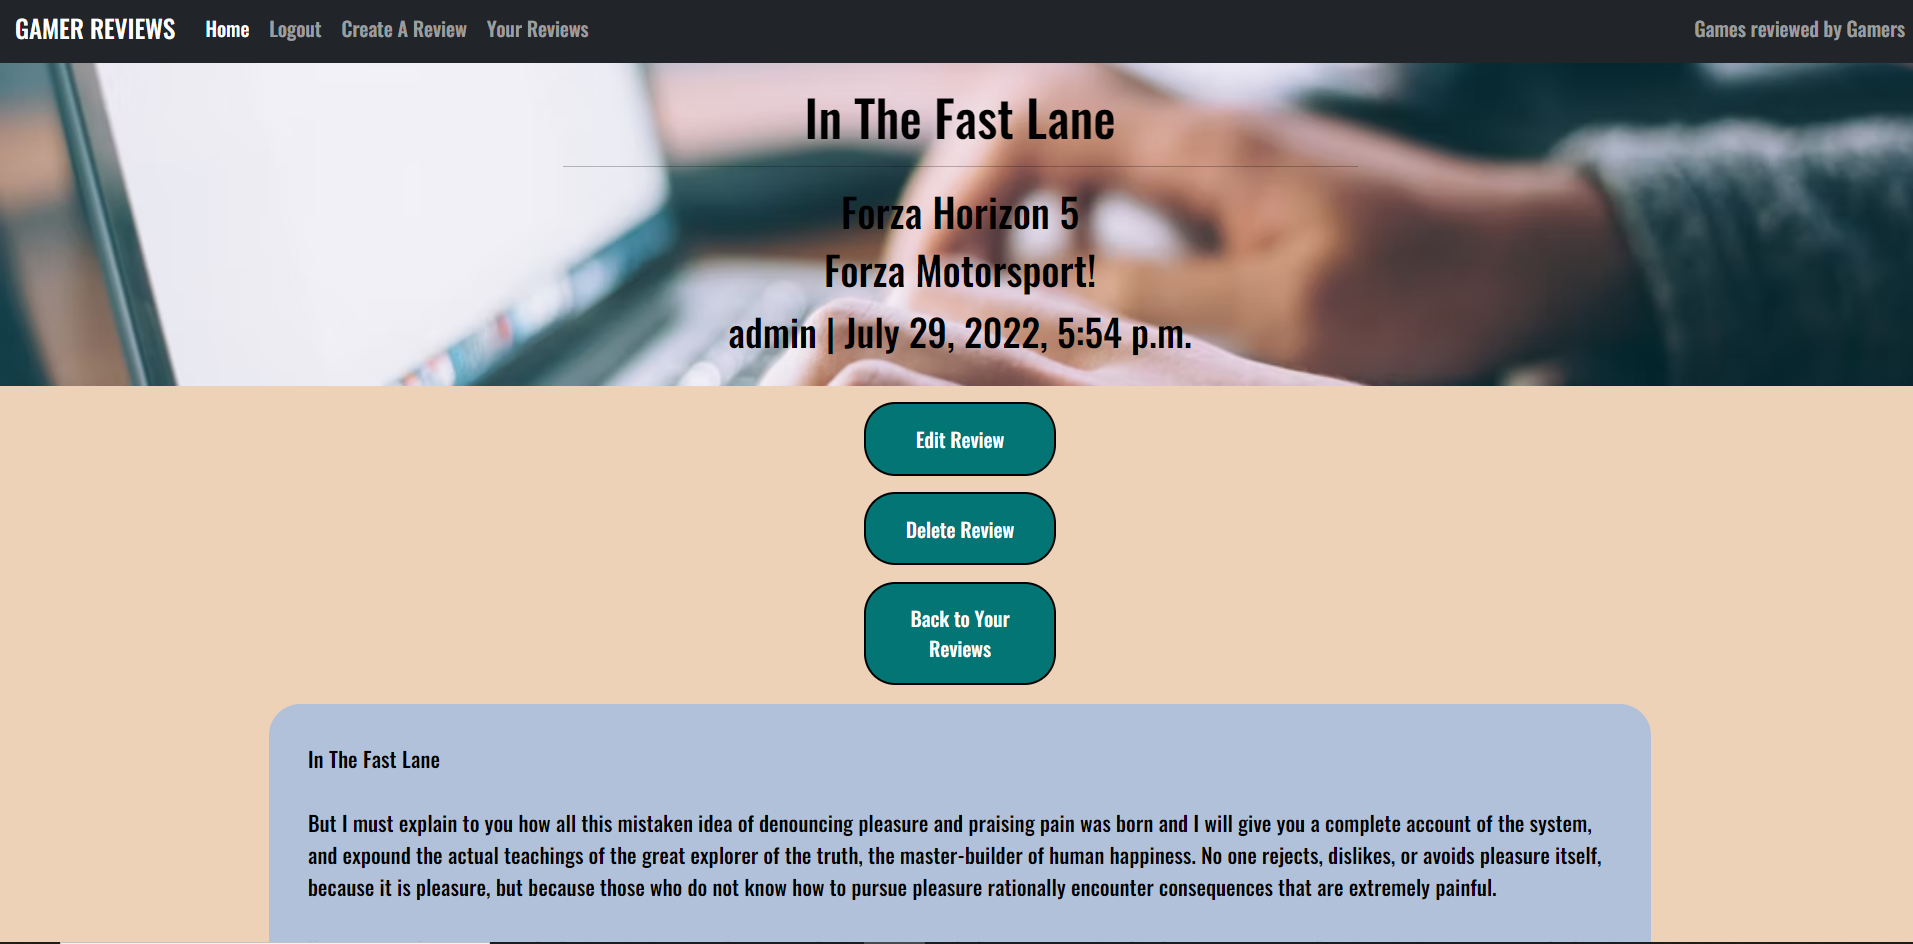 GAMER REVIEWS Home Logout Create A Review Your Reviews Games reviewed by Gamers
In The Fast Lane
Forza Horizon 5
Forza Motorsport!
admin | July 29, 2022, 5:54 p.m.
Edit Review
Delete Review
Back to Your
Reviews
In The Fast Lane
But I must explain to you how all this mistaken idea of denouncing pleasure and praising pain was born and I will give you a complete account of the system,
and expound the actual teachings of the great explorer of the truth, the master-builder of human happiness. No one rejects, dislikes, or avoids pleasure itself,
because it is pleasure, but because those who do not know how to pursue pleasure rationally encounter consequences that are extremely painful.